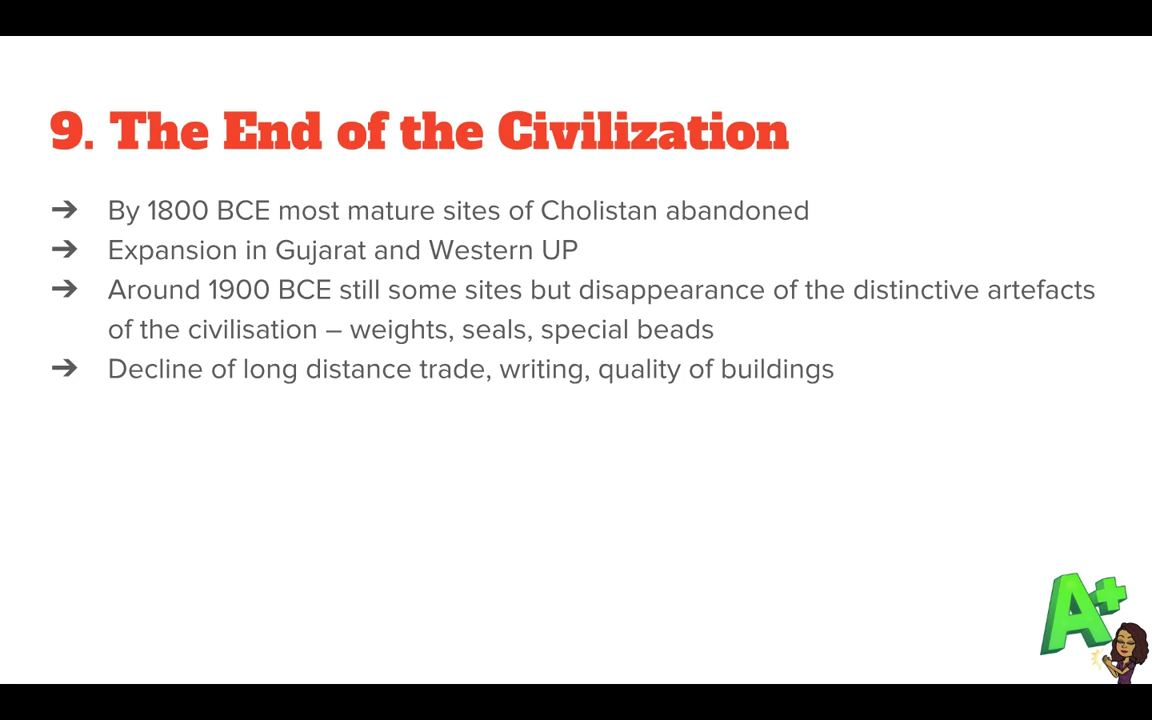 9. The End of the Civilization
➔ By 1800 BCE most mature sites of Cholistan abandoned
➔ Expansion in Gujarat and Western UP
➔ Around 1900 BCE still some sites but disappearance of the distinctive artefacts
of the civilisation – weights, seals, special beads
➔ Decline of long distance trade, writing, quality of buildings
A+